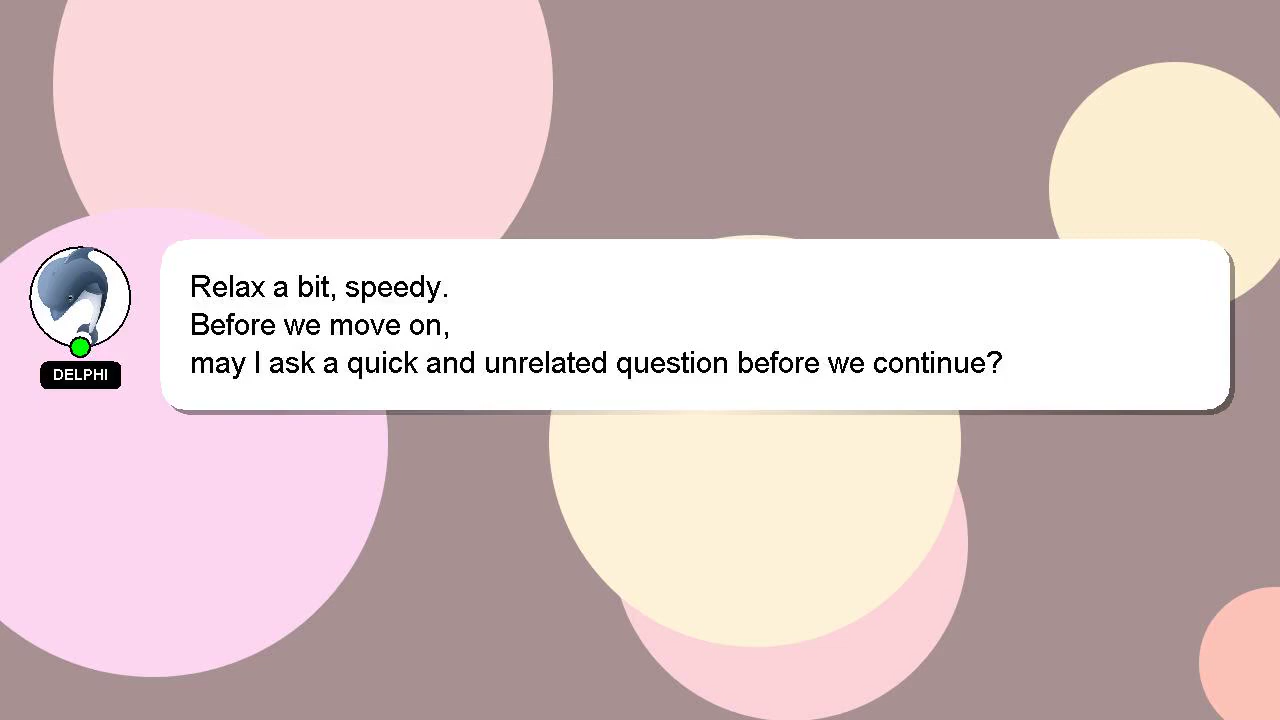 Relax a bit, speedy.
Before we move on,
may I ask a quick and unrelated question before we continue?
DELPHI